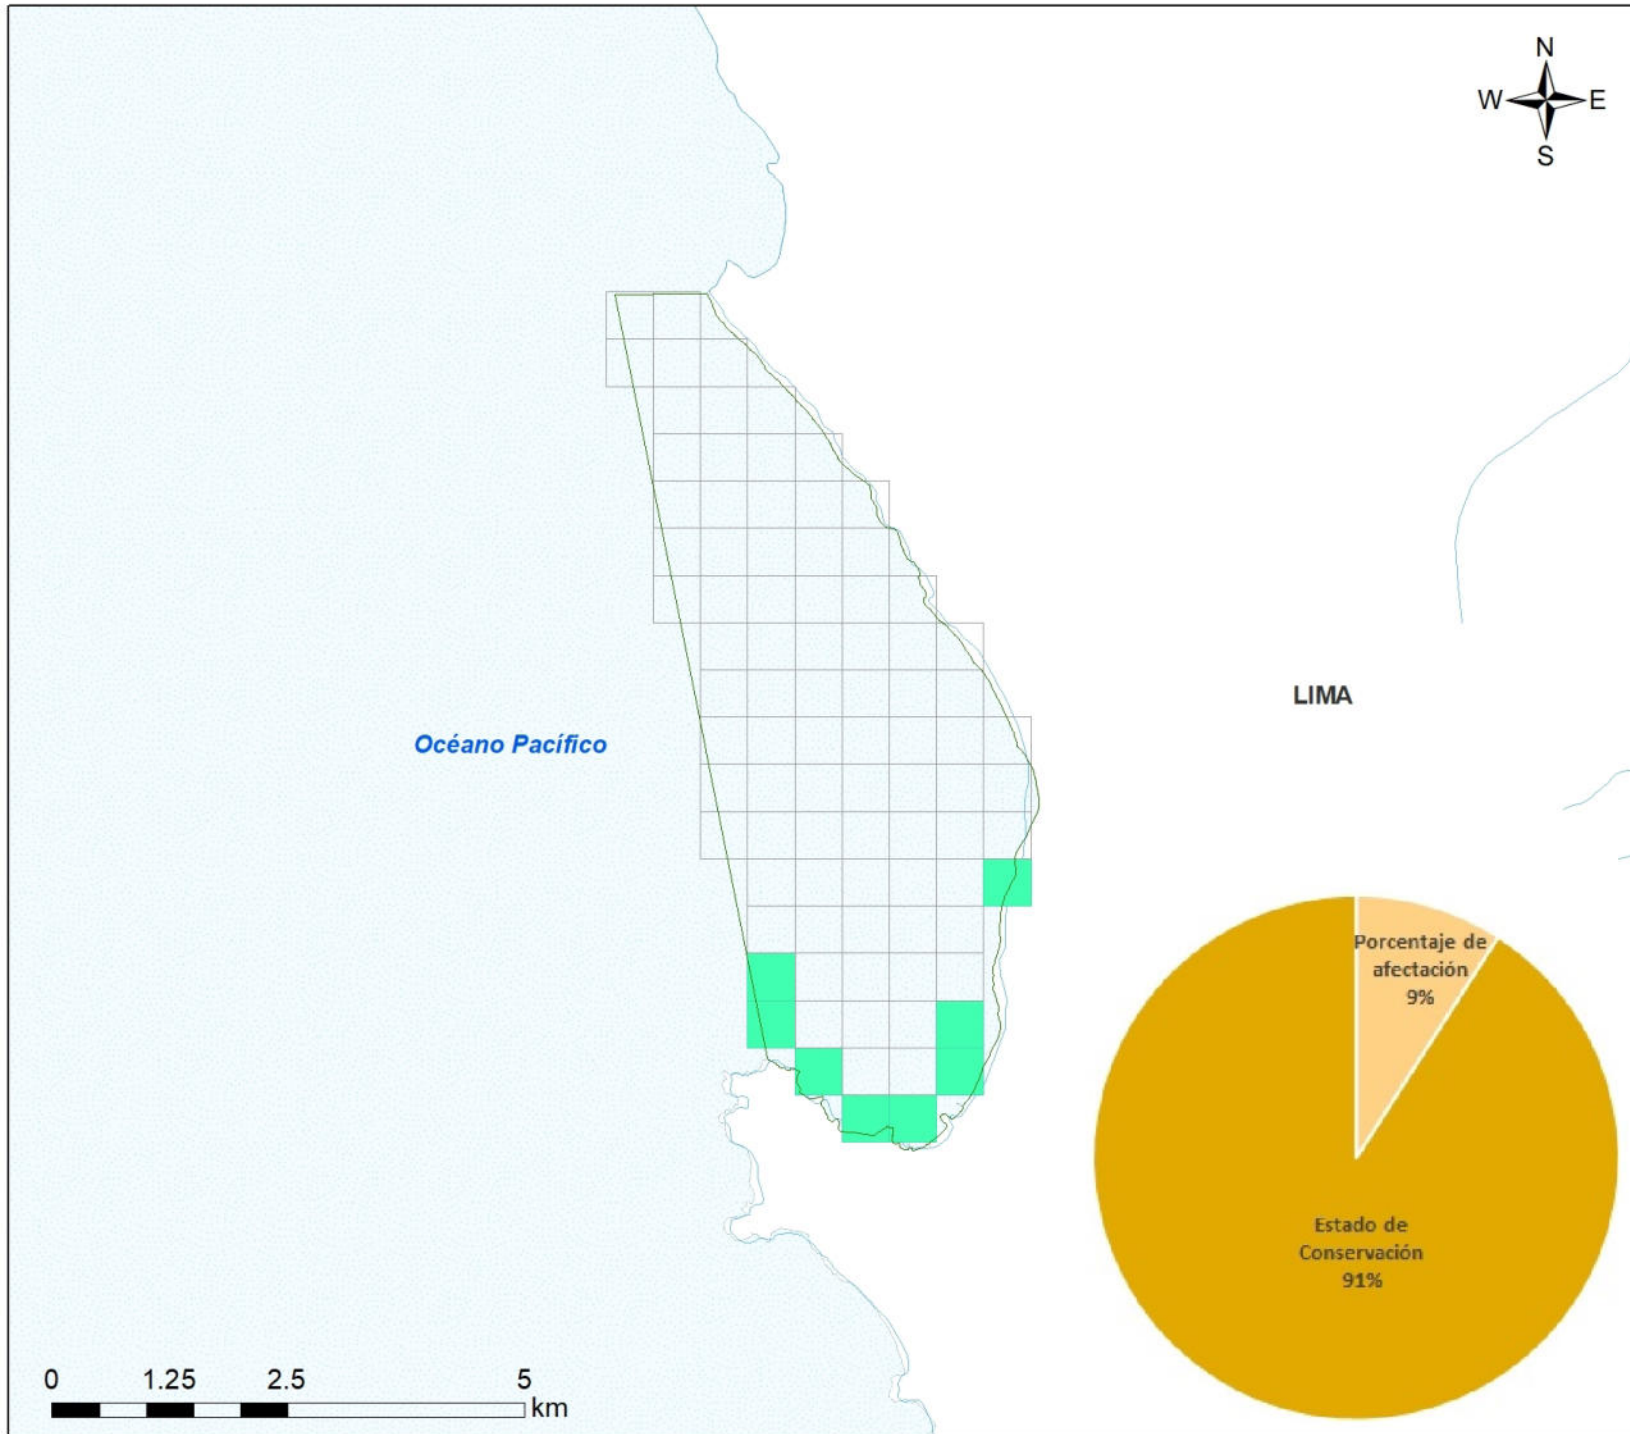 N
W E
S
LIMA
Océano Pacífico
Porcentaje de
afectación
9%
Estado de
Conservación
91%
0 1.25 2.5 5
km